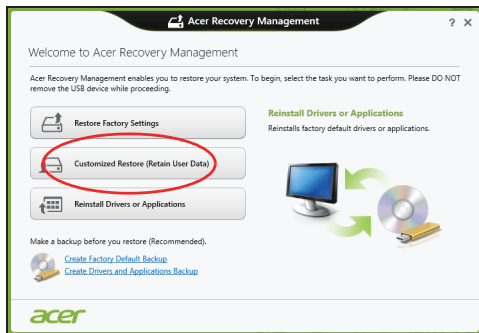 Acer Recovery Management
? ×
Welcome to Acer Recovery Management
Acer Recovery Management enables you to restore your system. To begin, select the task you want to perform. Please DO NOT
remove the USB device while proceeding.
Restore Factory Settings
Customized Restore (Retain User Data)
Reinstall Drivers or Applications
Reinstall Drivers or Applications
Reinstalls factory default drivers or applications.
Make a backup before you restore (Recommended).
Create Factory Default Backup
Create Drivers and Applications Backup
acer